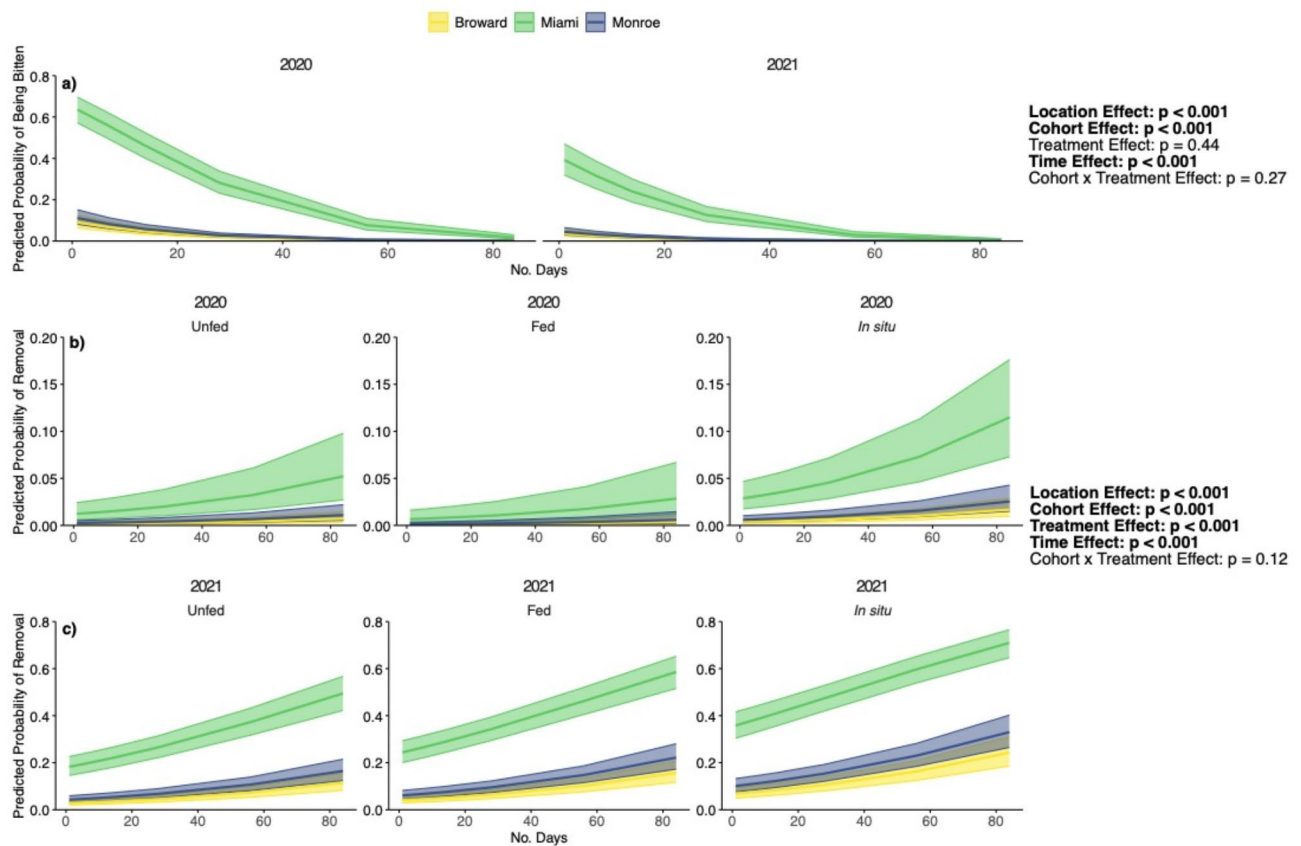 Broward Miami Monroe
2020 2021
a)
Predicted Probability of Being Bitten
0.8
0.6
0.4
0.2
0.0
0 20 40 60 80 0 20 40 60 80
No. Days
Location Effect: p < 0.001
Cohort Effect: p < 0.001
Treatment Effect: p = 0.44
Time Effect: p < 0.001
Cohort x Treatment Effect: p = 0.27
2020 2020 2020
Unfed Fed In situ
b)
Predicted Probability of Removal
0.20 0.20 0.20
0.15 0.15 0.15
0.10 0.10 0.10
0.05 0.05 0.05
0.00 0.00 0.00
0 20 40 60 80 0 20 40 60 80 0 20 40 60 80
Location Effect: p < 0.001
Cohort Effect: p < 0.001
Treatment Effect: p < 0.001
Time Effect: p < 0.001
Cohort x Treatment Effect: p = 0.12
2021 2021 2021
Unfed Fed In situ
c)
Predicted Probability of Removal
0.8 0.8 0.8
0.6 0.6 0.6
0.4 0.4 0.4
0.2 0.2 0.2
0.0 0.0 0.0
0 20 40 60 80 0 20 40 60 80 0 20 40 60 80
No. Days